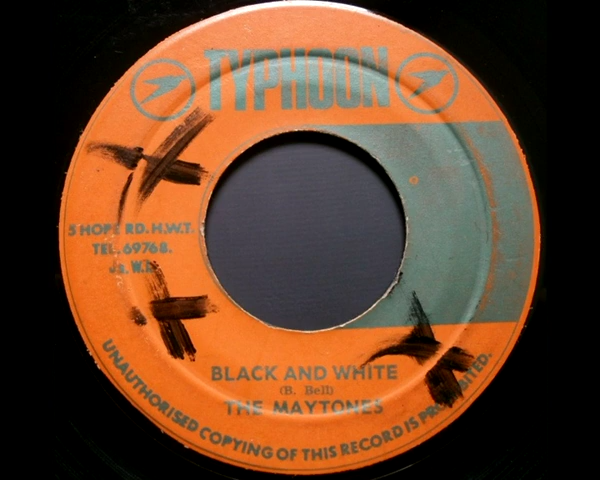 TYPHOON
5 HOPE RD. H.W.T.
TEL. 69768.
Ja. W.I.
BLACK AND WHITE
(B. Bell)
THE MAYTONES
UNAUTHORISED COPYING OF THIS RECORD IS PROHIBITED.